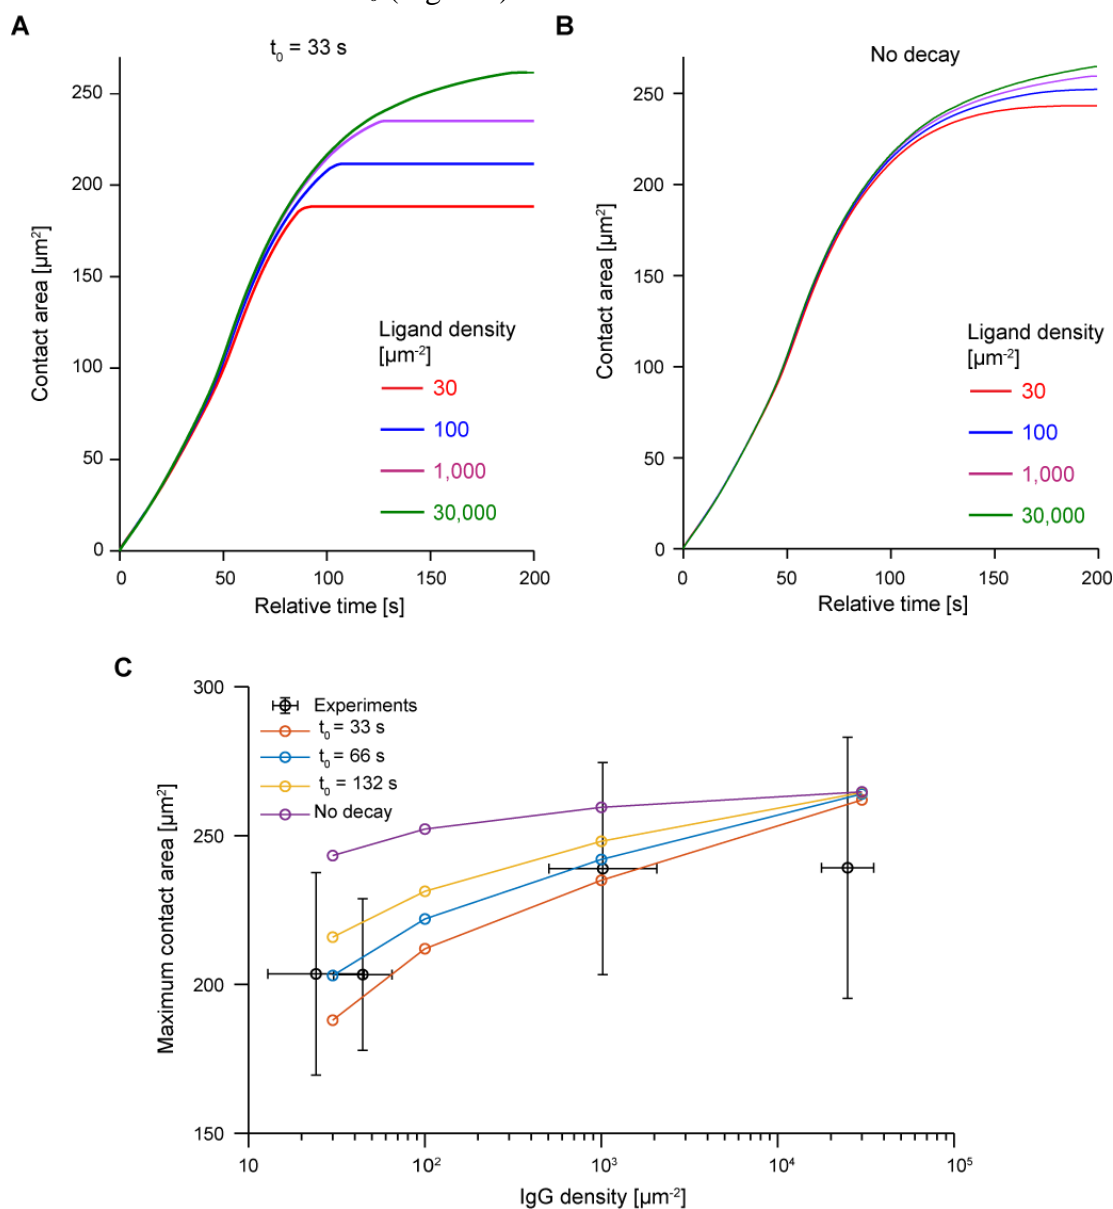 A
t0 = 33 s
Contact area [µm2]
250
200
150
100
50
0
0 50 100 150 200
Relative time [s]
Ligand density
[µm-2]
30
100
1,000
30,000
B
No decay
Contact area [µm2]
250
200
150
100
50
0
0 50 100 150 200
Relative time [s]
Ligand density
[µm-2]
30
100
1,000
30,000
C
Maximum contact area [µm2]
300
250
200
150
Experiments
t0 = 33 s
t0 = 66 s
t0 = 132 s
No decay
10 102 103 104 105
IgG density [µm-2]